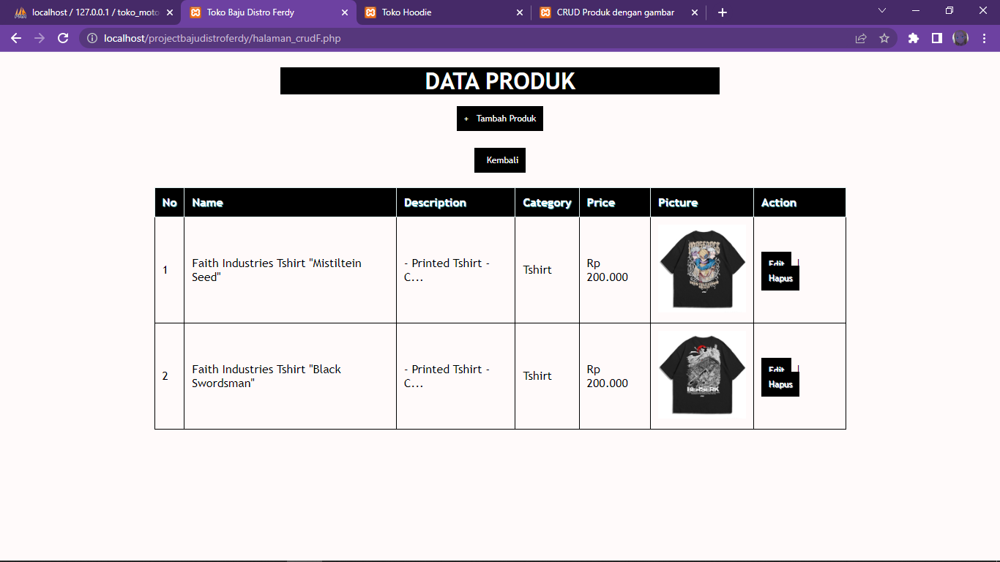 localhost / 127.0.0.1 / toko_moto
Toko Baju Distro Ferdy
Toko Hoodie
CRUD Produk dengan gambar
localhost/projectbajudistroferdy/halaman_crudF.php
DATA PRODUK
+ Tambah Produk
Kembali
No Name Description Category Price Picture Action
1
Faith Industries Tshirt "Mistiltein
Seed"
- Printed Tshirt -
C...
Tshirt
Rp
200.000
Edit |
Hapus
2
Faith Industries Tshirt "Black
Swordsman"
- Printed Tshirt -
C...
Tshirt
Rp
200.000
BERSERK
Edit |
Hapus